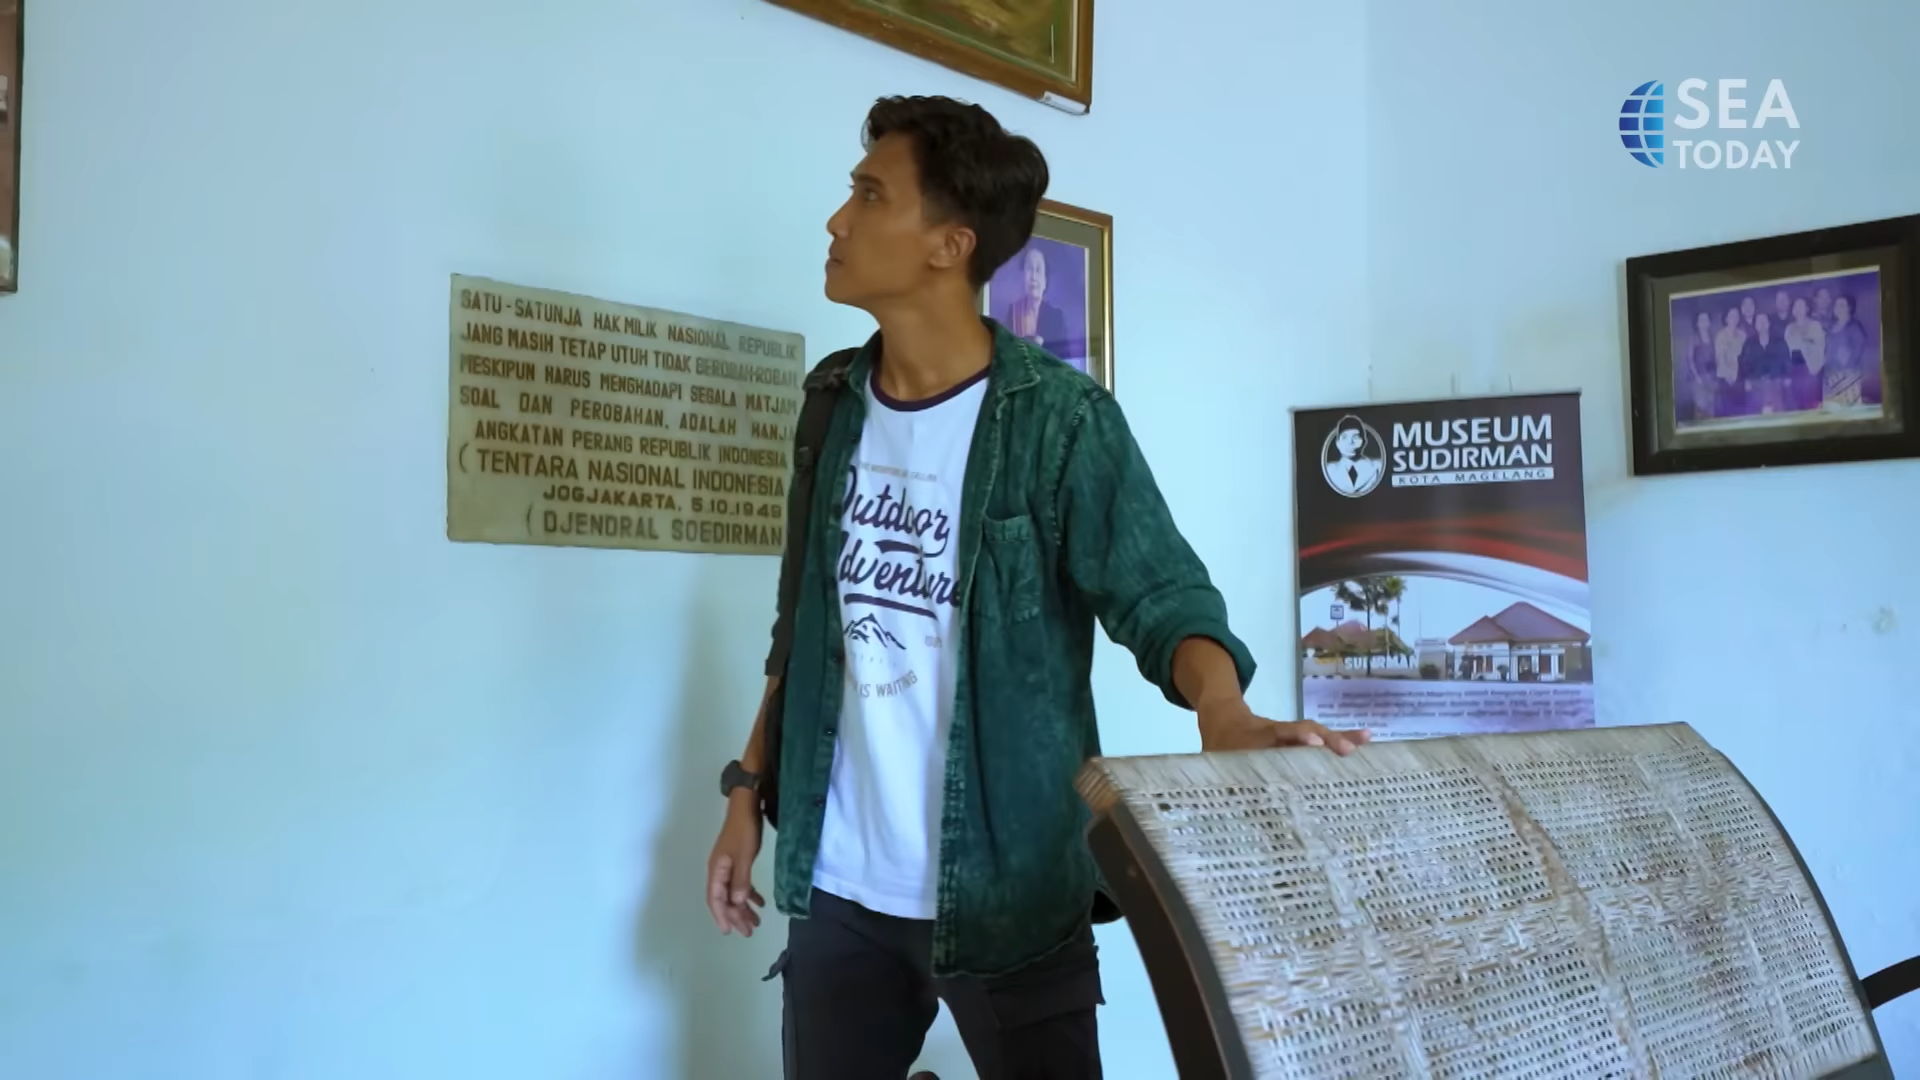 SATU-SATUNJA HAK MILIK NASIONAL REPUBLIK
JANG MASIH TETAP UTUH TIDAK BEROBAH-ROBAH,
MESKIPUN HARUS MENGHADAPI SEGALA MATJAM
SOAL DAN PEROBAHAN, ADALAH HANJA
ANGKATAN PERANG REPUBLIK INDONESIA
( TENTARA NASIONAL INDONESIA
JOGJAKARTA, 5.10.1949
( DJENDRAL SOEDIRMAN
Outdoor
Adventure
IS WAITING
SEA
TODAY
MUSEUM
SUDIRMAN
KOTA MAGELANG
SUDIRMAN